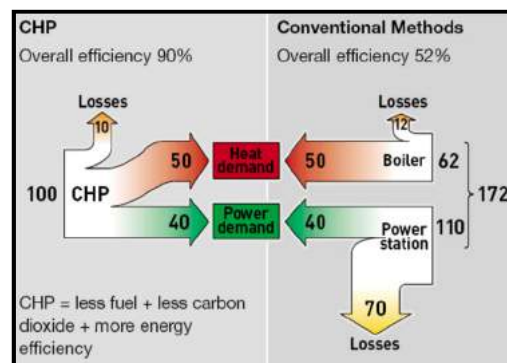 CHP
Overall efficiency 90%
Conventional Methods
Overall efficiency 52%
Losses
10
Losses
12
50
Heat
demand
50
Boiler
62
100
CHP
172
40
Power
demand
40
Power
station
110
70
Losses
CHP = less fuel + less carbon
dioxide + more energy
efficiency